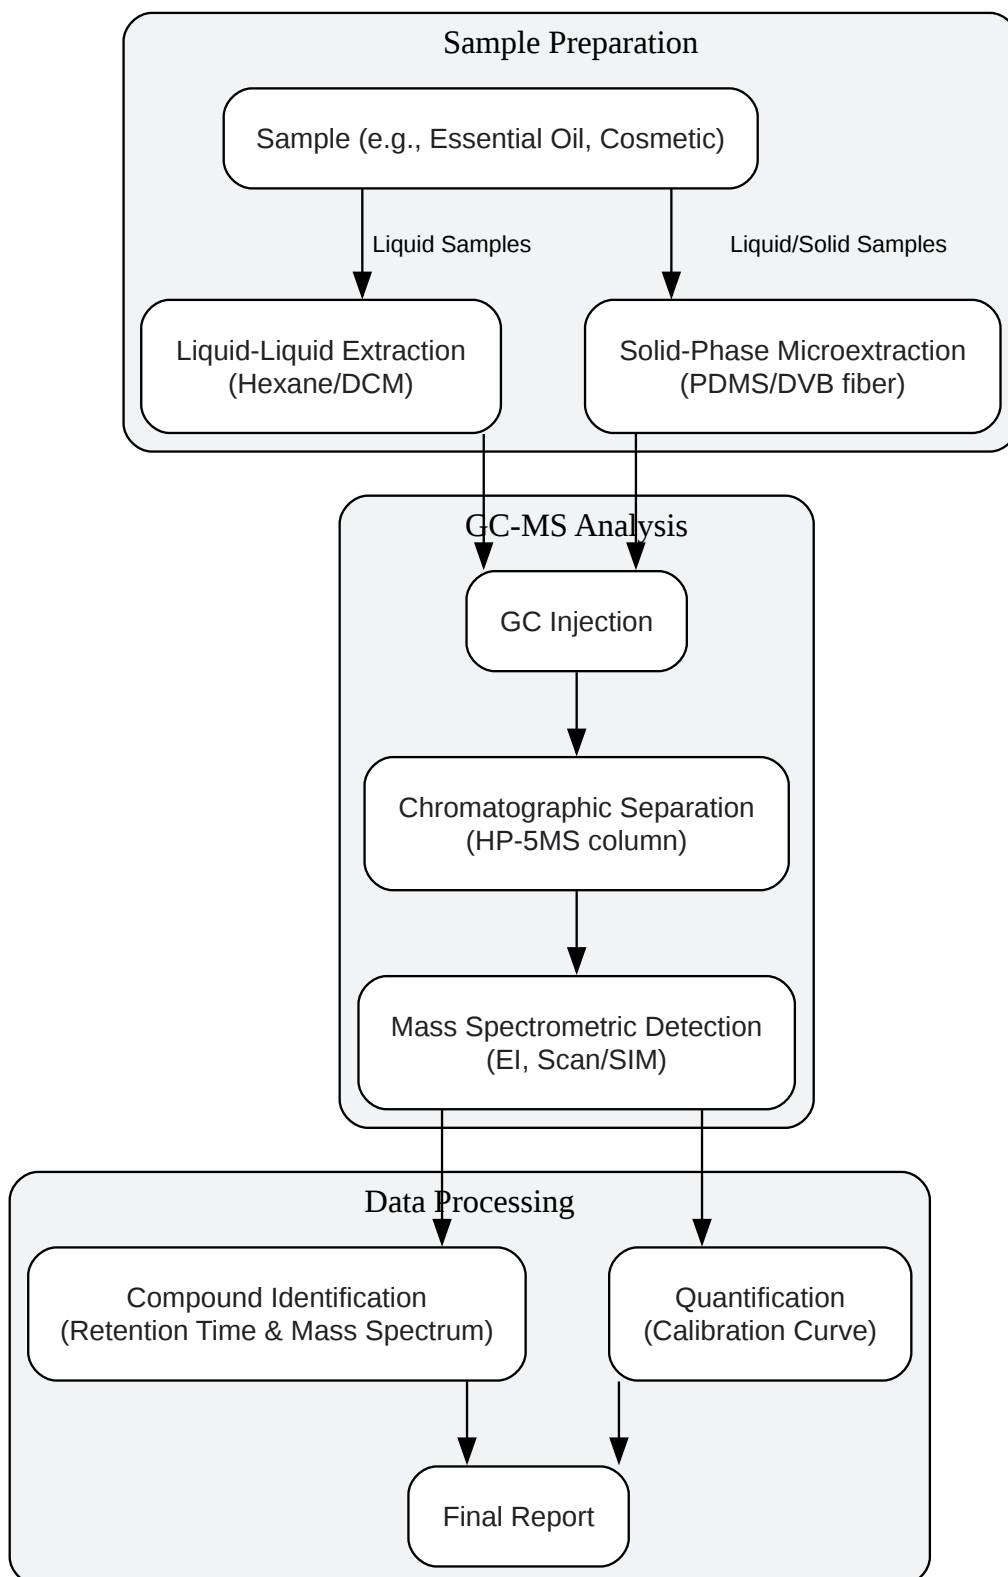 Sample Preparation
Sample (e.g., Essential Oil, Cosmetic)
Liquid Samples
Liquid/Solid Samples
Liquid-Liquid Extraction
(Hexane/DCM)
Solid-Phase Microextraction
(PDMS/DVB fiber)
GC-MS Analysis
GC Injection
Chromatographic Separation
(HP-5MS column)
Mass Spectrometric Detection
(EI, Scan/SIM)
Data Processing
Compound Identification
(Retention Time & Mass Spectrum)
Quantification
(Calibration Curve)
Final Report